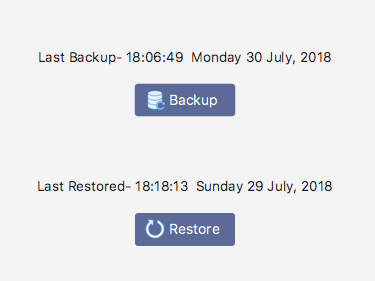 Last Backup- 18:06:49  Monday 30 July, 2018
Backup
Last Restored- 18:18:13  Sunday 29 July, 2018
Restore